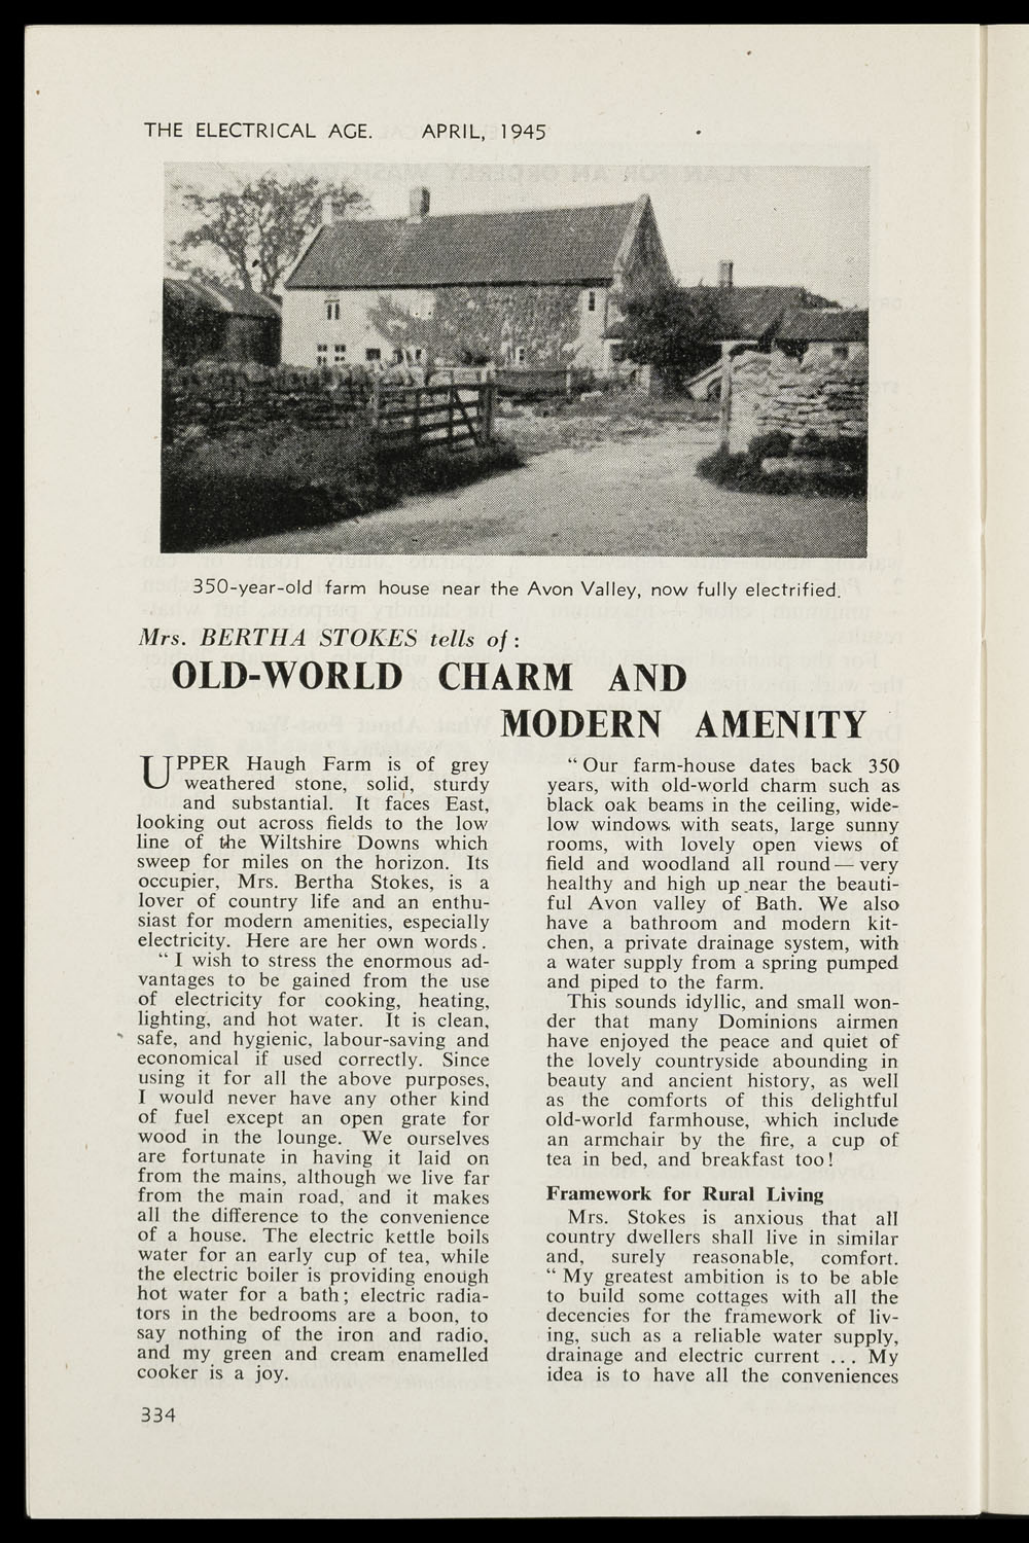 THE ELECTRICAL AGE. APRIL, 1945
350-year-old farm house near the Avon Valley, now fully electrified.
Mrs. BERTHA STOKES tells of:
OLD-WORLD CHARM AND
MODERN AMENITY
UPPER Haugh Farm is of grey
weathered stone, solid, sturdy
and substantial. It faces East,
looking out across fields to the low
line of the Wiltshire Downs which
sweep for miles on the horizon. Its
occupier, Mrs. Bertha Stokes, is a
lover of country life and an enthu-
siast for modern amenities, especially
electricity. Here are her own words.
“ I wish to stress the enormous ad-
vantages to be gained from the use
of electricity for cooking, heating,
lighting, and hot water. It is clean,
safe, and hygienic, labour-saving and
economical if used correctly. Since
using it for all the above purposes,
I would never have any other kind
of fuel except an open grate for
wood in the lounge. We ourselves
are fortunate in having it laid on
from the mains, although we live far
from the main road, and it makes
all the difference to the convenience
of a house. The electric kettle boils
water for an early cup of tea, while
the electric boiler is providing enough
hot water for a bath; electric radia-
tors in the bedrooms are a boon, to
say nothing of the iron and radio,
and my green and cream enamelled
cooker is a joy.
“ Our farm-house dates back 350
years, with old-world charm such as
black oak beams in the ceiling, wide-
low windows with seats, large sunny
rooms, with lovely open views of
field and woodland all round — very
healthy and high up near the beauti-
ful Avon valley of Bath. We also
have a bathroom and modern kit-
chen, a private drainage system, with
a water supply from a spring pumped
and piped to the farm.
This sounds idyllic, and small won-
der that many Dominions airmen
have enjoyed the peace and quiet of
the lovely countryside abounding in
beauty and ancient history, as well
as the comforts of this delightful
old-world farmhouse, which include
an armchair by the fire, a cup of
tea in bed, and breakfast too!
Framework for Rural Living
Mrs. Stokes is anxious that all
country dwellers shall live in similar
and, surely reasonable, comfort.
“ My greatest ambition is to be able
to build some cottages with all the
decencies for the framework of liv-
ing, such as a reliable water supply,
drainage and electric current ... My
idea is to have all the conveniences
334